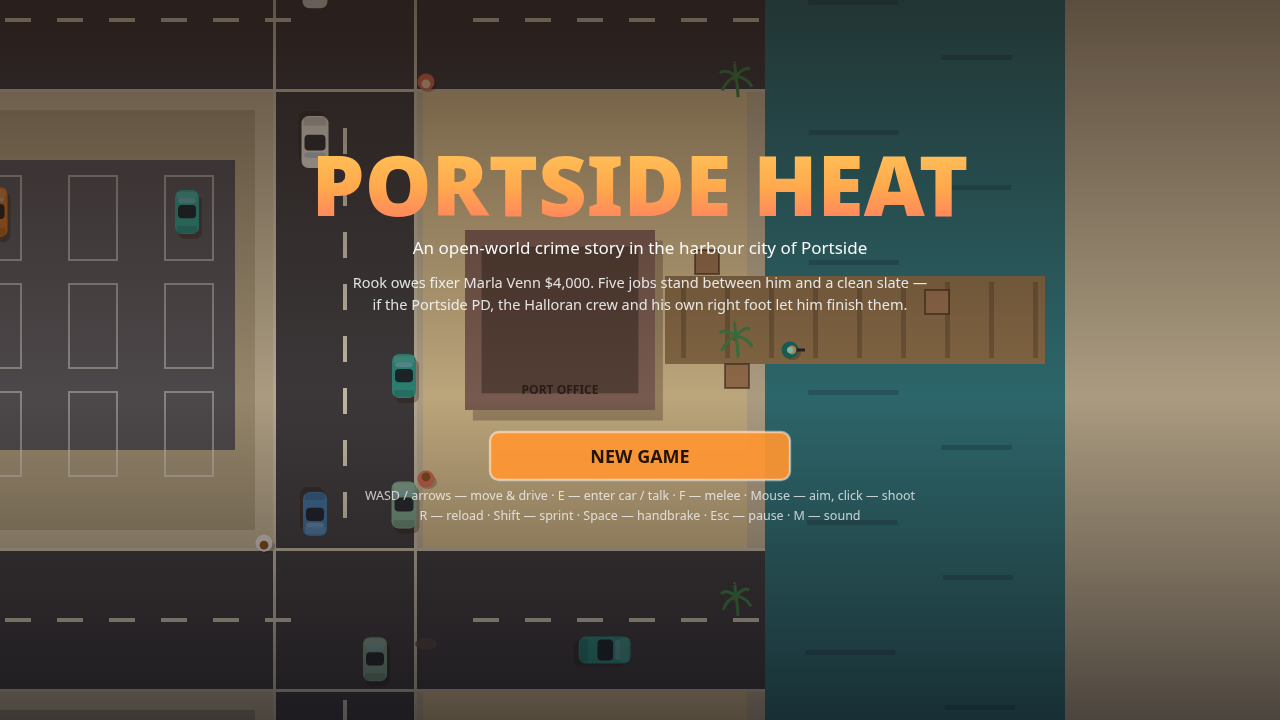 PORTSIDE HEAT
An open-world crime story in the harbour city of Portside
Rook owes fixer Marla Venn $4,000. Five jobs stand between him and a clean slate —
if the Portside PD, the Halloran crew and his own right foot let him finish them.
PORT OFFICE
NEW GAME
WASD / arrows — move & drive · E — enter car / talk · F — melee · Mouse — aim, click — shoot
R — reload · Shift — sprint · Space — handbrake · Esc — pause · M — sound